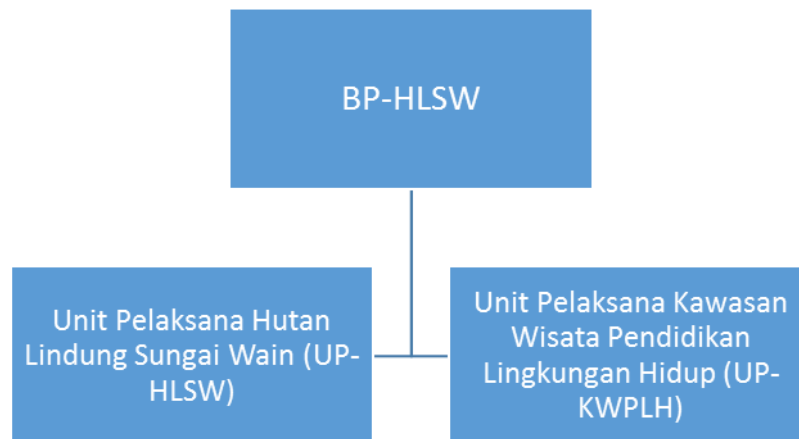 BP-HLSW
Unit Pelaksana Hutan
Lindung Sungai Wain (UP-
HLSW)
Unit Pelaksana Kawasan
Wisata Pendidikan
Lingkungan Hidup (UP-
KWPLH)